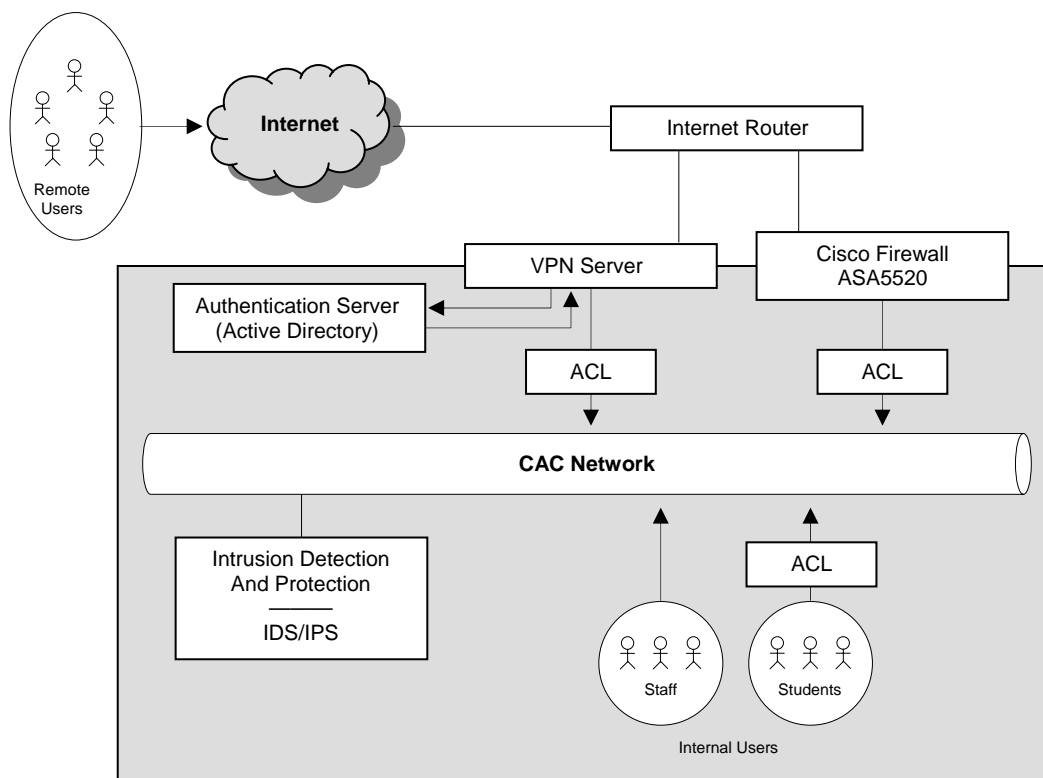 Remote
Users
Internet
Internet Router
VPN Server
Cisco Firewall
ASA5520
Authentication Server
(Active Directory)
ACL
ACL
CAC Network
Intrusion Detection
And Protection
IDS/IPS
ACL
Staff
Students
Internal Users